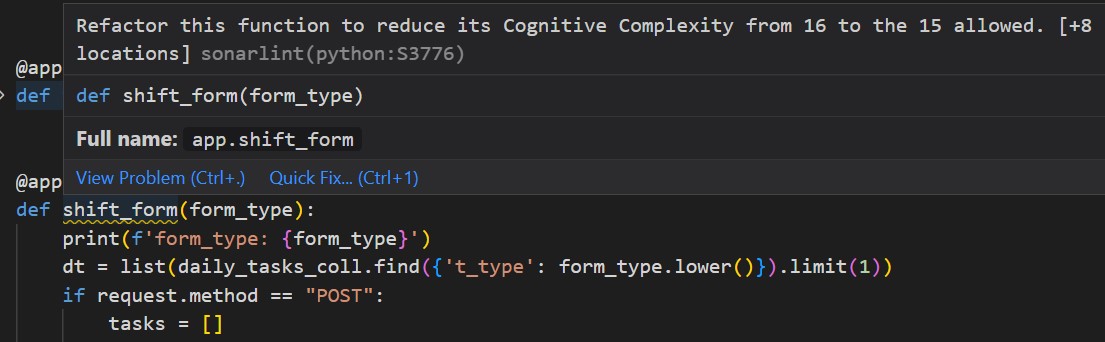 Refactor this function to reduce its Cognitive Complexity from 16 to the 15 allowed. [+8
locations] sonarlint(python:S3776)
@app
def def shift_form(form_type)
Full name: app.shift_form
View Problem (Ctrl+.) Quick Fix... (Ctrl+1)
@app
def shift_form(form_type):
print(f'form_type: {form_type}')
dt = list(daily_tasks_coll.find({'t_type': form_type.lower()}).limit(1))
if request.method == "POST":
tasks = []